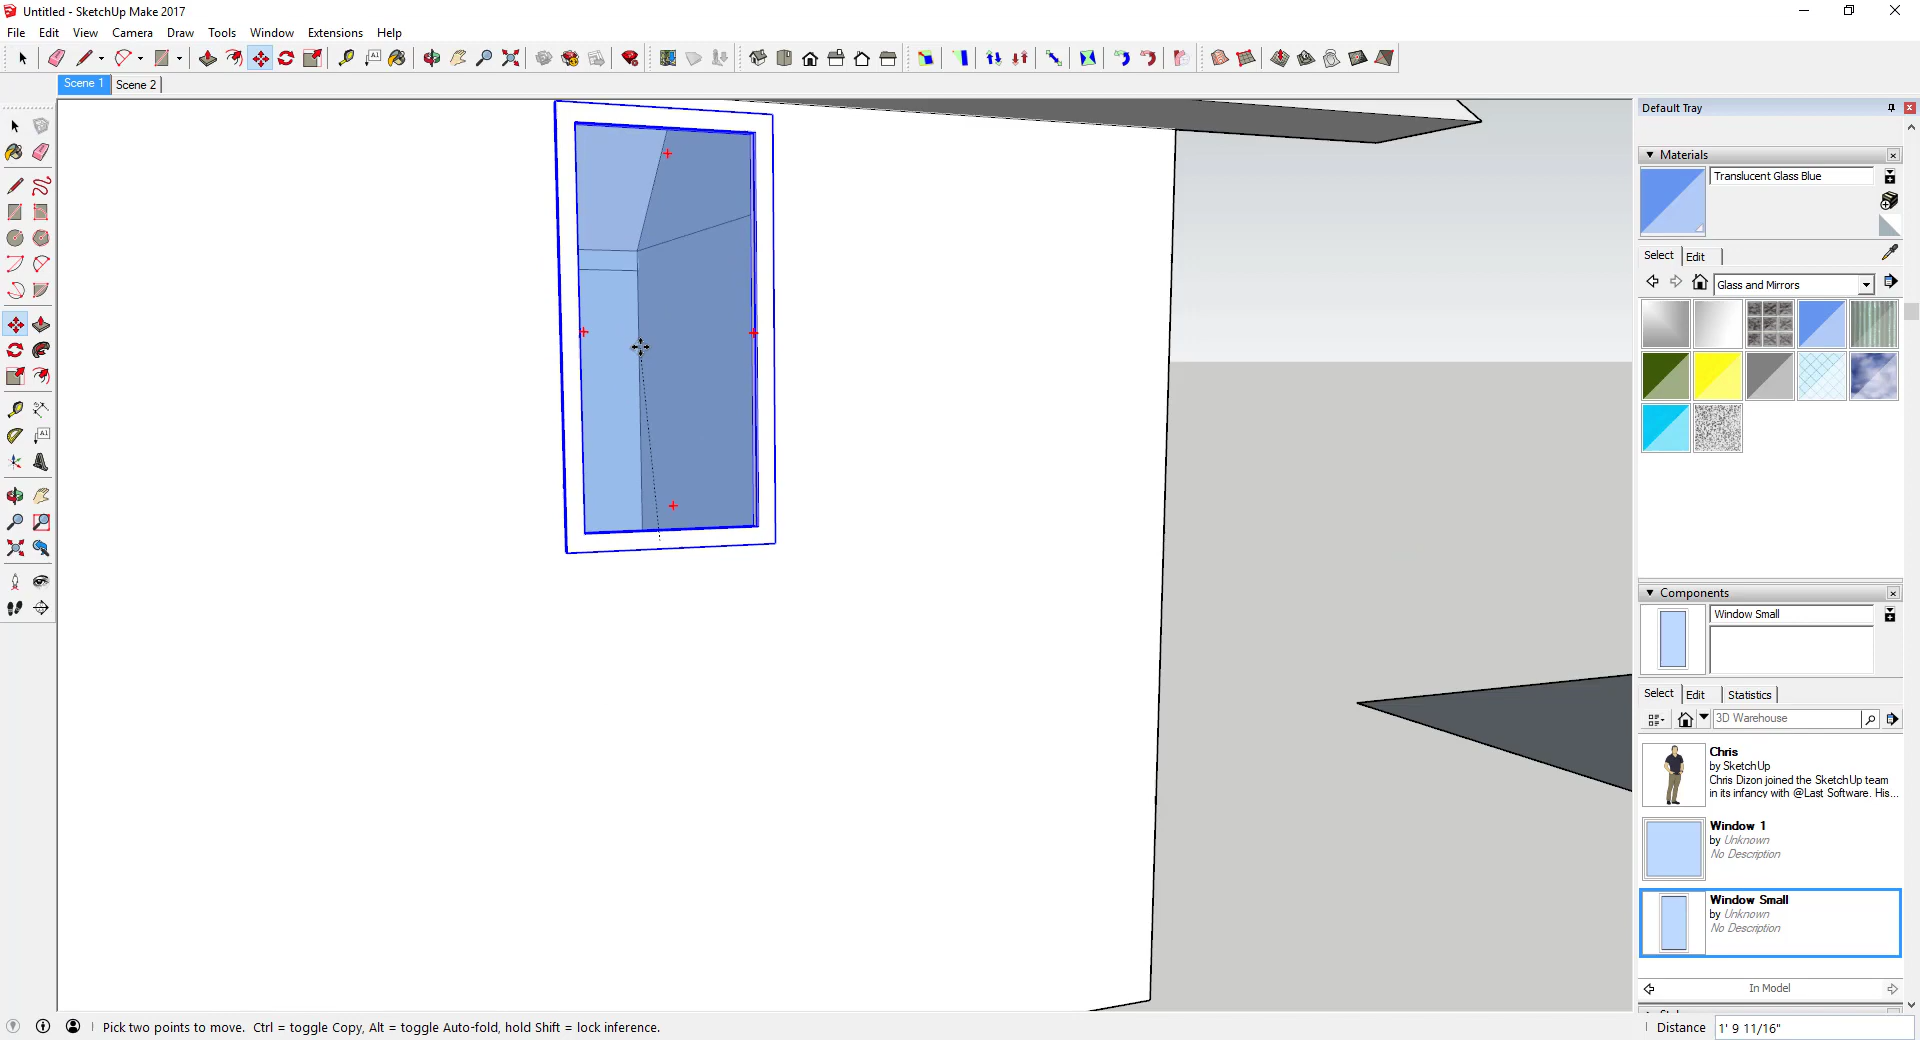 Untitled - SketchUp Make 2017
File Edit View Camera Draw Tools Window Extensions Help
Scene 1 Scene 2
Default Tray
Materials
Translucent Glass Blue
Select Edit
Glass and Mirrors
Components
Window Small
Select Edit Statistics
3D Warehouse
Chris
by SketchUp
Chris Dizon joined the SketchUp team
in its infancy with @Last Software. His...
Window 1
by Unknown
No Description
Window Small
by Unknown
No Description
In Model
Pick two points to move. Ctrl = toggle Copy, Alt = toggle Auto-fold, hold Shift = lock inference.
Distance 1' 9 11/16"